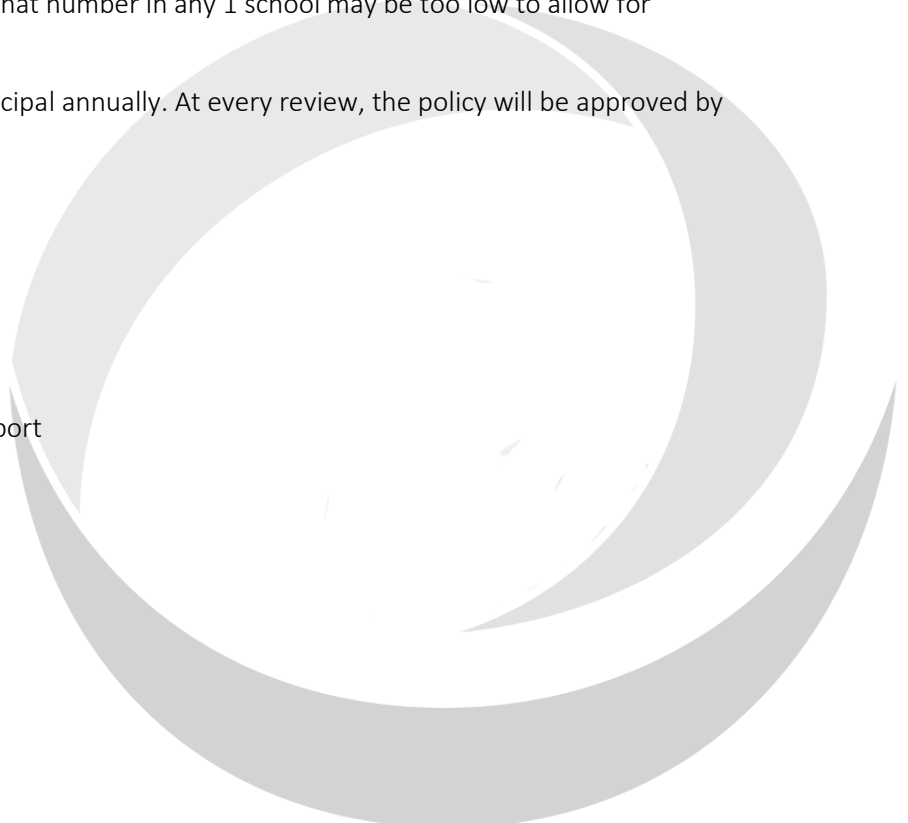 hat number in any 1 school may be too low to allow for
cipal annually. At every review, the policy will be approved by
port